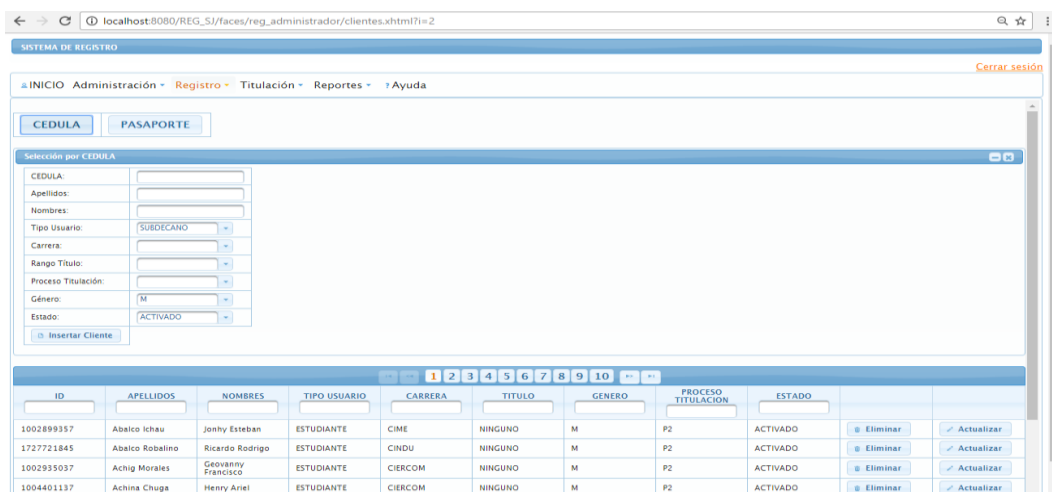 localhost:8080/REG_SJ/faces/reg_administrador/clientes.xhtml?i=2
SISTEMA DE REGISTRO
Cerrar sesión
INICIO Administración Registro Titulación Reportes ? Ayuda
CEDULA PASAPORTE
Selección por CEDULA
CEDULA:
Apellidos:
Nombres:
Tipo Usuario: SUBDECANO
Carrera:
Rango Título:
Proceso Titulación:
Género: M
Estado: ACTIVADO
Insertar Cliente
1 2 3 4 5 6 7 8 9 10
ID APELLIDOS NOMBRES TIPO USUARIO CARRERA TITULO GENERO PROCESO TITULACION ESTADO
1002899357 Abalco Ichau Jonhy Esteban ESTUDIANTE CIME NINGUNO M P2 ACTIVADO Eliminar Actualizar
1727721845 Abalco Robalino Ricardo Rodrigo ESTUDIANTE CINDU NINGUNO M P2 ACTIVADO Eliminar Actualizar
1002935037 Achig Morales Geovanny Francisco ESTUDIANTE CIERCOM NINGUNO M P2 ACTIVADO Eliminar Actualizar
1004401137 Achina Chuga Henry Ariel ESTUDIANTE CIERCOM NINGUNO M P2 ACTIVADO Eliminar Actualizar